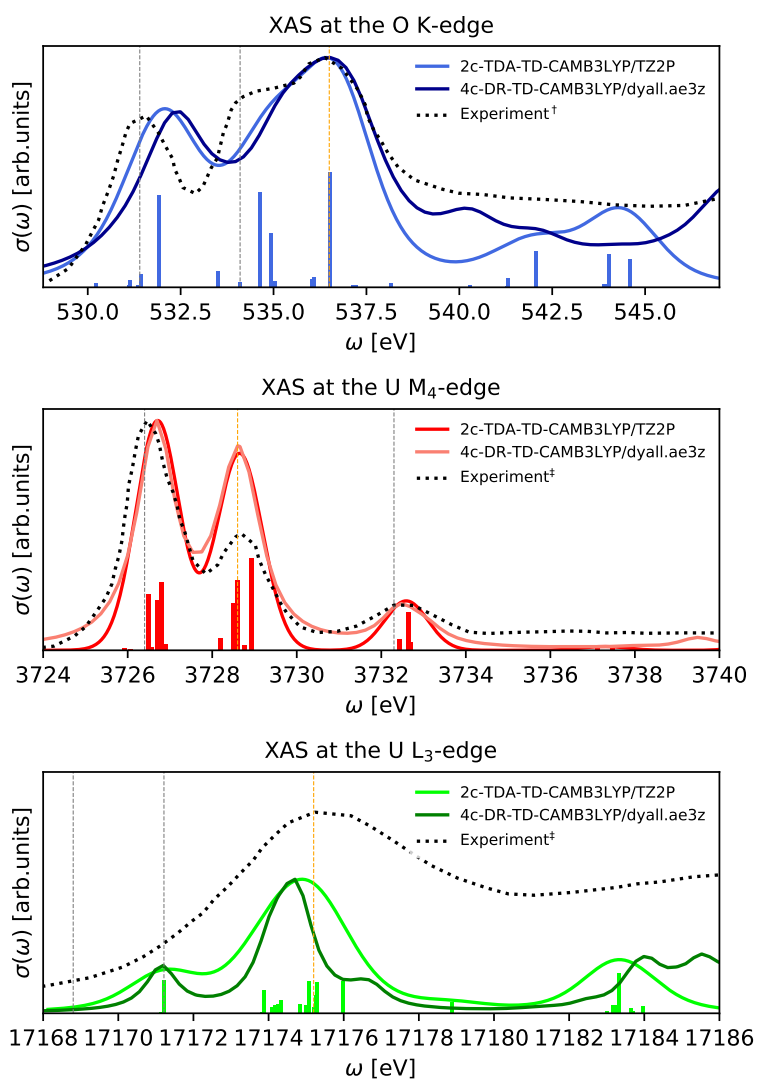 XAS at the O K-edge
σ(ω) [arb.units]
2c-TDA-TD-CAMB3LYP/TZ2P
4c-DR-TD-CAMB3LYP/dyall.ae3z
Experiment†
530.0 532.5 535.0 537.5 540.0 542.5 545.0
ω [eV]
XAS at the U M₄-edge
σ(ω) [arb.units]
2c-TDA-TD-CAMB3LYP/TZ2P
4c-DR-TD-CAMB3LYP/dyall.ae3z
Experiment‡
3724 3726 3728 3730 3732 3734 3736 3738 3740
ω [eV]
XAS at the U L₃-edge
σ(ω) [arb.units]
2c-TDA-TD-CAMB3LYP/TZ2P
4c-DR-TD-CAMB3LYP/dyall.ae3z
Experiment‡
17168 17170 17172 17174 17176 17178 17180 17182 17184 17186
ω [eV]